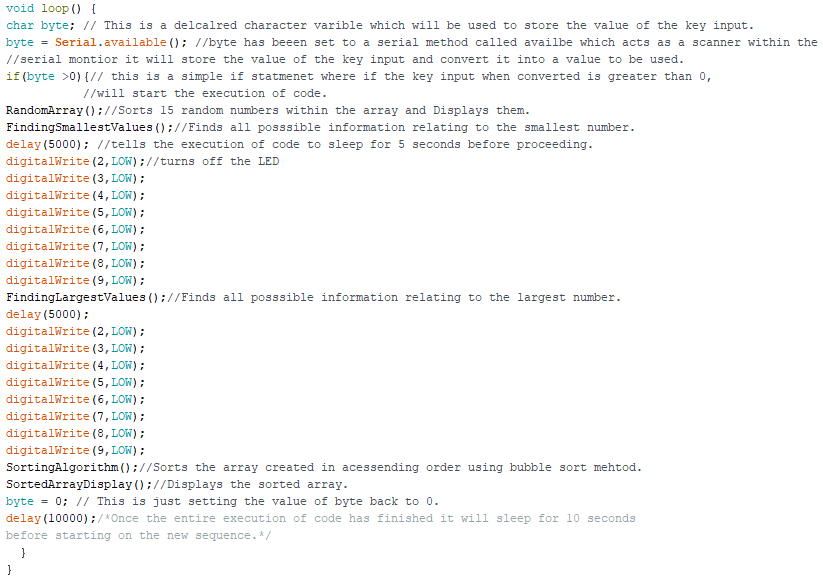 void loop() {
char byte; // This is a delcalred character varible which will be used to store the value of the key input.
byte = Serial.available(); //byte has beeen set to a serial method called availbe which acts as a scanner within the
//serial montior it will store the value of the key input and convert it into a value to be used.
if(byte >0){// this is a simple if statmenet where if the key input when converted is greater than 0,
//will start the execution of code.
RandomArray();//Sorts 15 random numbers within the array and Displays them.
FindingSmallestValues();//Finds all posssible information relating to the smallest number.
delay(5000); //tells the execution of code to sleep for 5 seconds before proceeding.
digitalWrite(2,LOW);//turns off the LED
digitalWrite(3,LOW);
digitalWrite(4,LOW);
digitalWrite(5,LOW);
digitalWrite(6,LOW);
digitalWrite(7,LOW);
digitalWrite(8,LOW);
digitalWrite(9,LOW);
FindingLargestValues();//Finds all posssible information relating to the largest number.
delay(5000);
digitalWrite(2,LOW);
digitalWrite(3,LOW);
digitalWrite(4,LOW);
digitalWrite(5,LOW);
digitalWrite(6,LOW);
digitalWrite(7,LOW);
digitalWrite(8,LOW);
digitalWrite(9,LOW);
SortingAlgorithm();//Sorts the array created in acessending order using bubble sort mehtod.
SortedArrayDisplay();//Displays the sorted array.
byte = 0; // This is just setting the value of byte back to 0.
delay(10000);/*Once the entire execution of code has finished it will sleep for 10 seconds
before starting on the new sequence.*/
}
}